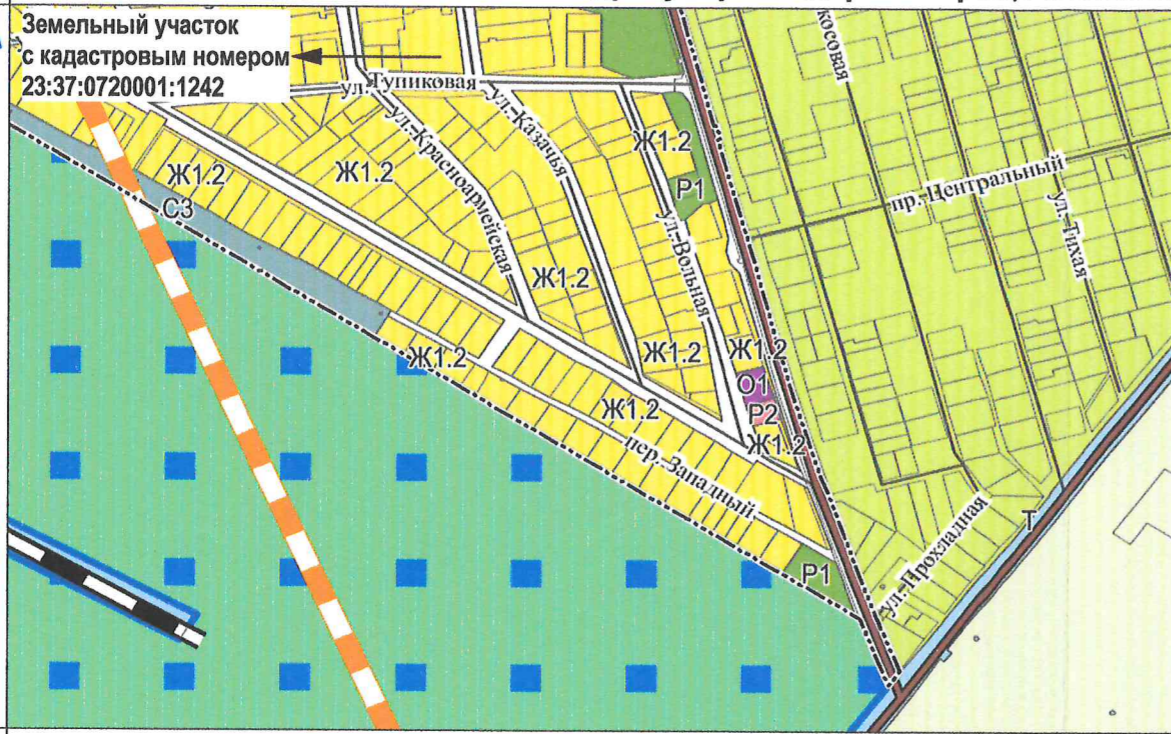 Земельный участок
с кадастровым номером
23:37:0720001:1242
ул. Тупиковая
ул. Казачья
ул. Красноармейская
косовая
Ж1.2
Ж1.2
Ж1.2
Р1
пр. Центральный
ул. Тихая
С3
ул. Вольная
Ж1.2
Ж1.2
Ж1.2
Ж1.2
О1
Р2
Ж1.2
Ж1.2
пер. Западный
Т
ул. Прохладная
Р1